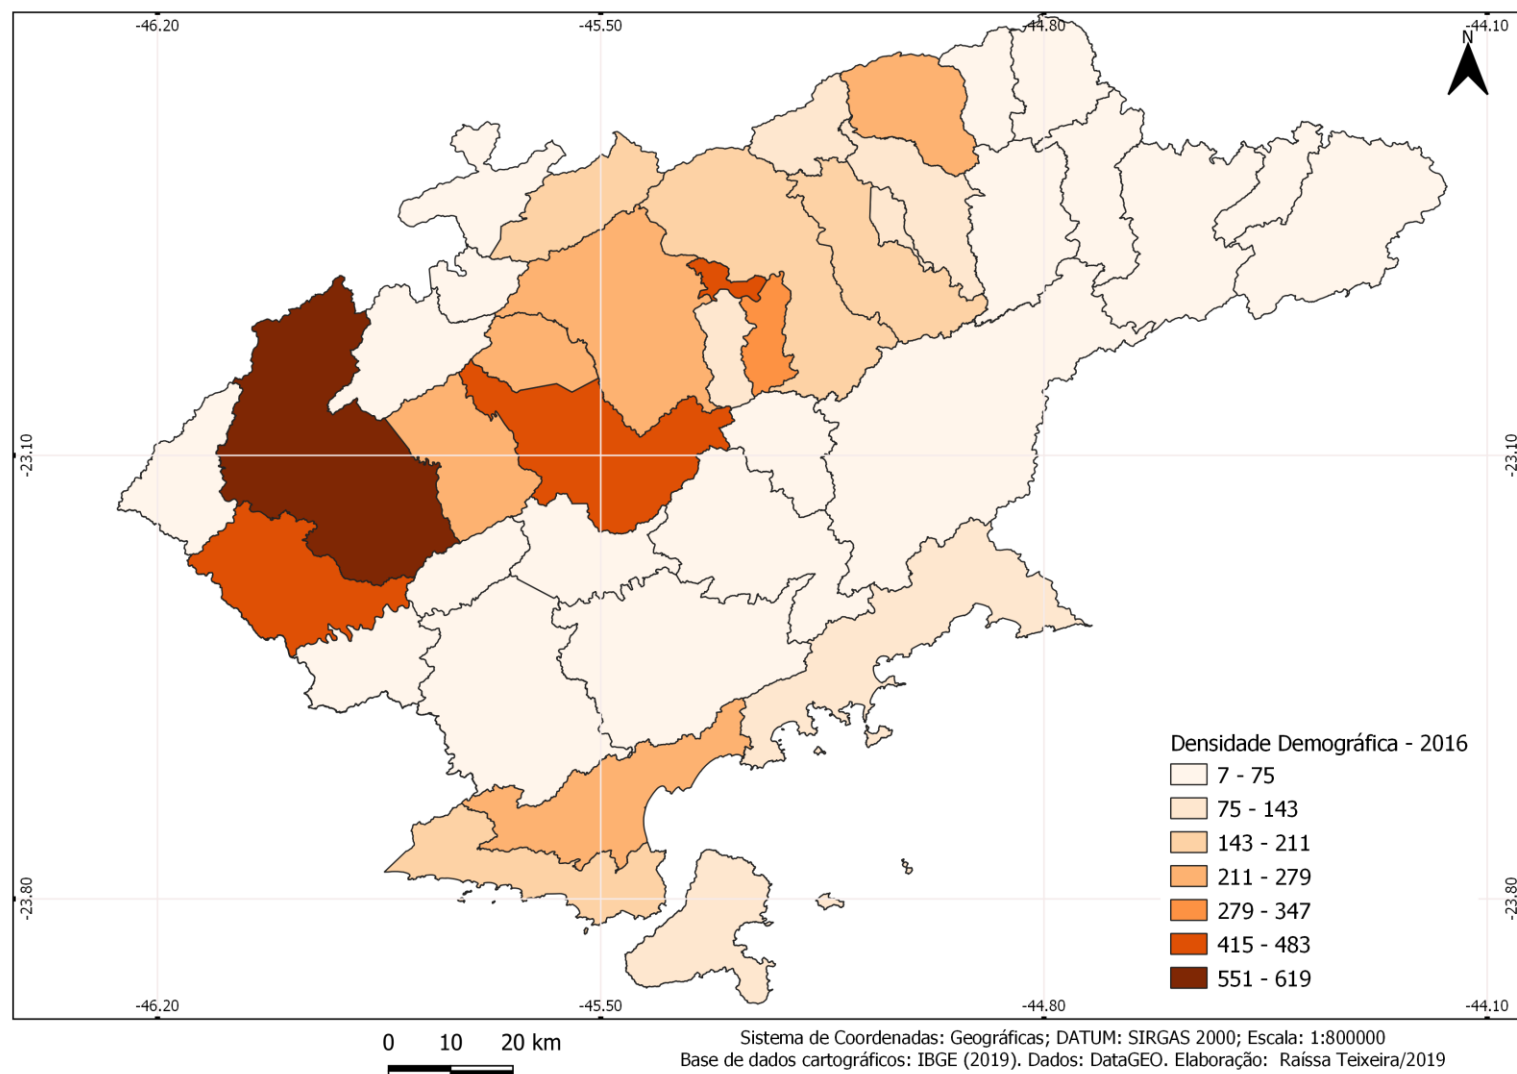 -46.20 -45.50 -44.80 -44.10
N
-23.10 -23.10
Densidade Demográfica - 2016
7 - 75
75 - 143
143 - 211
211 - 279
279 - 347
415 - 483
551 - 619
-23.80 -23.80
-46.20 -45.50 -44.80 -44.10
0 10 20 km
Sistema de Coordenadas: Geográficas; DATUM: SIRGAS 2000; Escala: 1:800000
Base de dados cartográficos: IBGE (2019). Dados: DataGEO. Elaboração: Raíssa Teixeira/2019